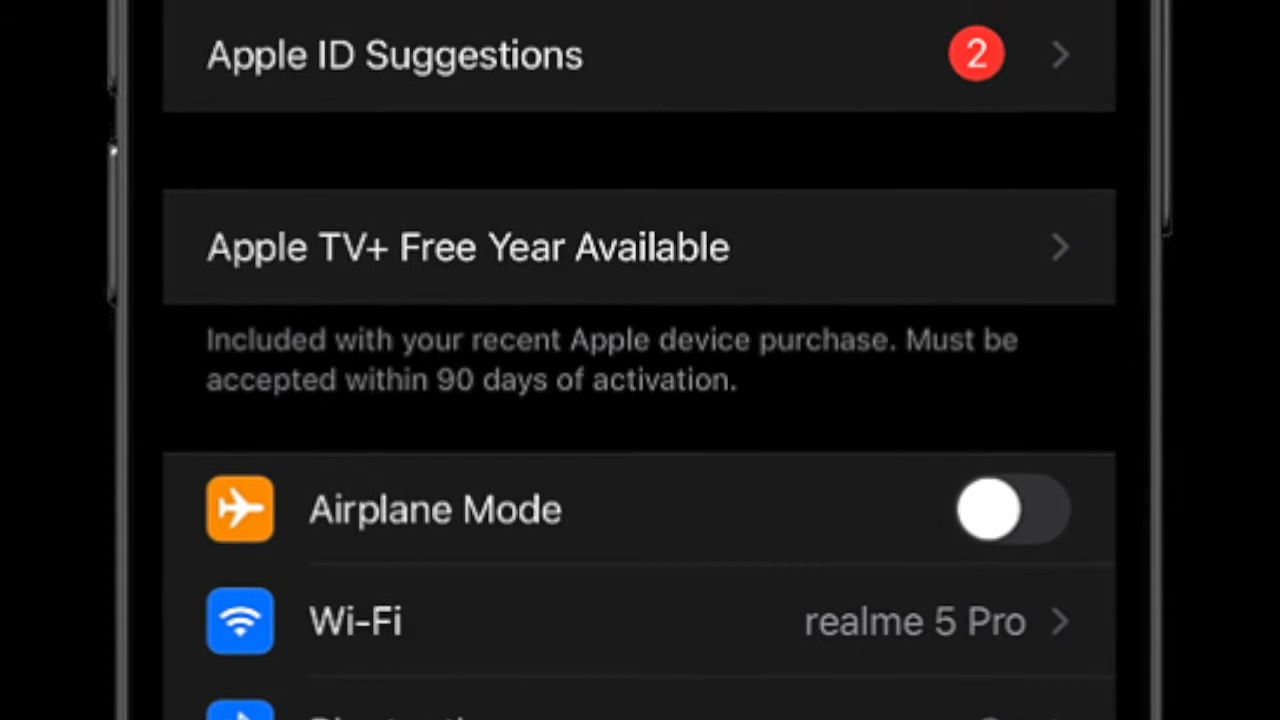 Apple ID Suggestions 2
Apple TV+ Free Year Available
Included with your recent Apple device purchase. Must be
accepted within 90 days of activation.
Airplane Mode
Wi-Fi realme 5 Pro